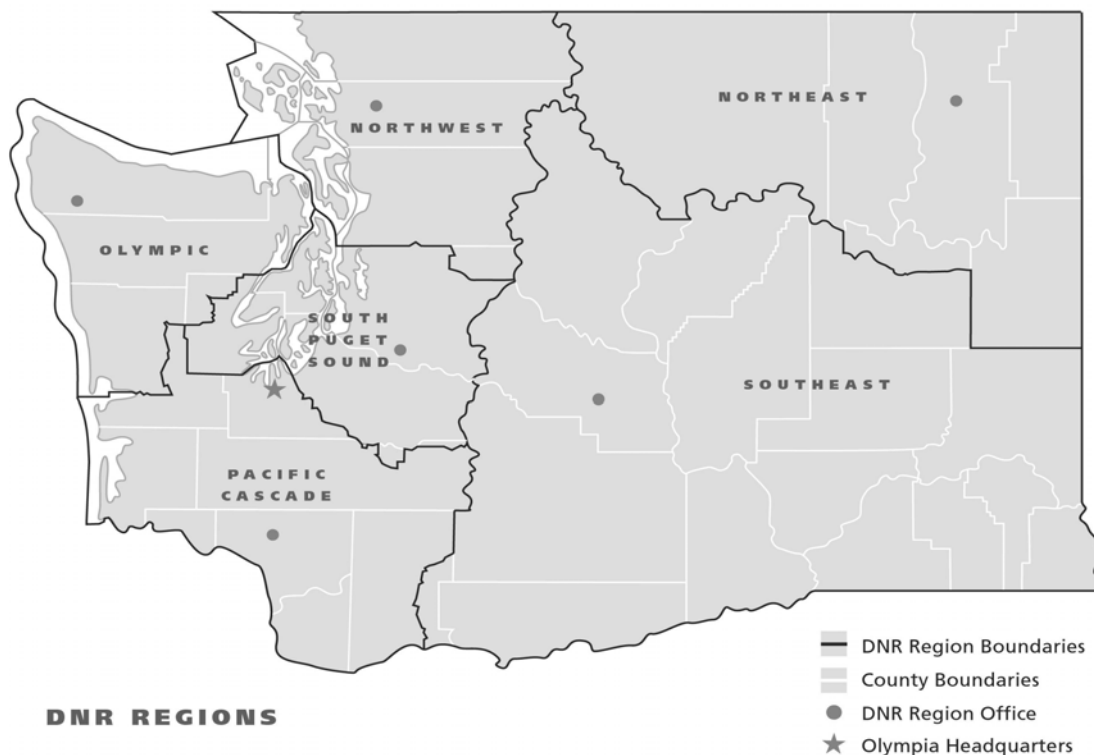 NORTHEAST
NORTHWEST
OLYMPIC
SOUTH
PUGET
SOUND
SOUTHEAST
PACIFIC
CASCADE
DNR Region Boundaries
County Boundaries
DNR Region Office
Olympia Headquarters
DNR REGIONS